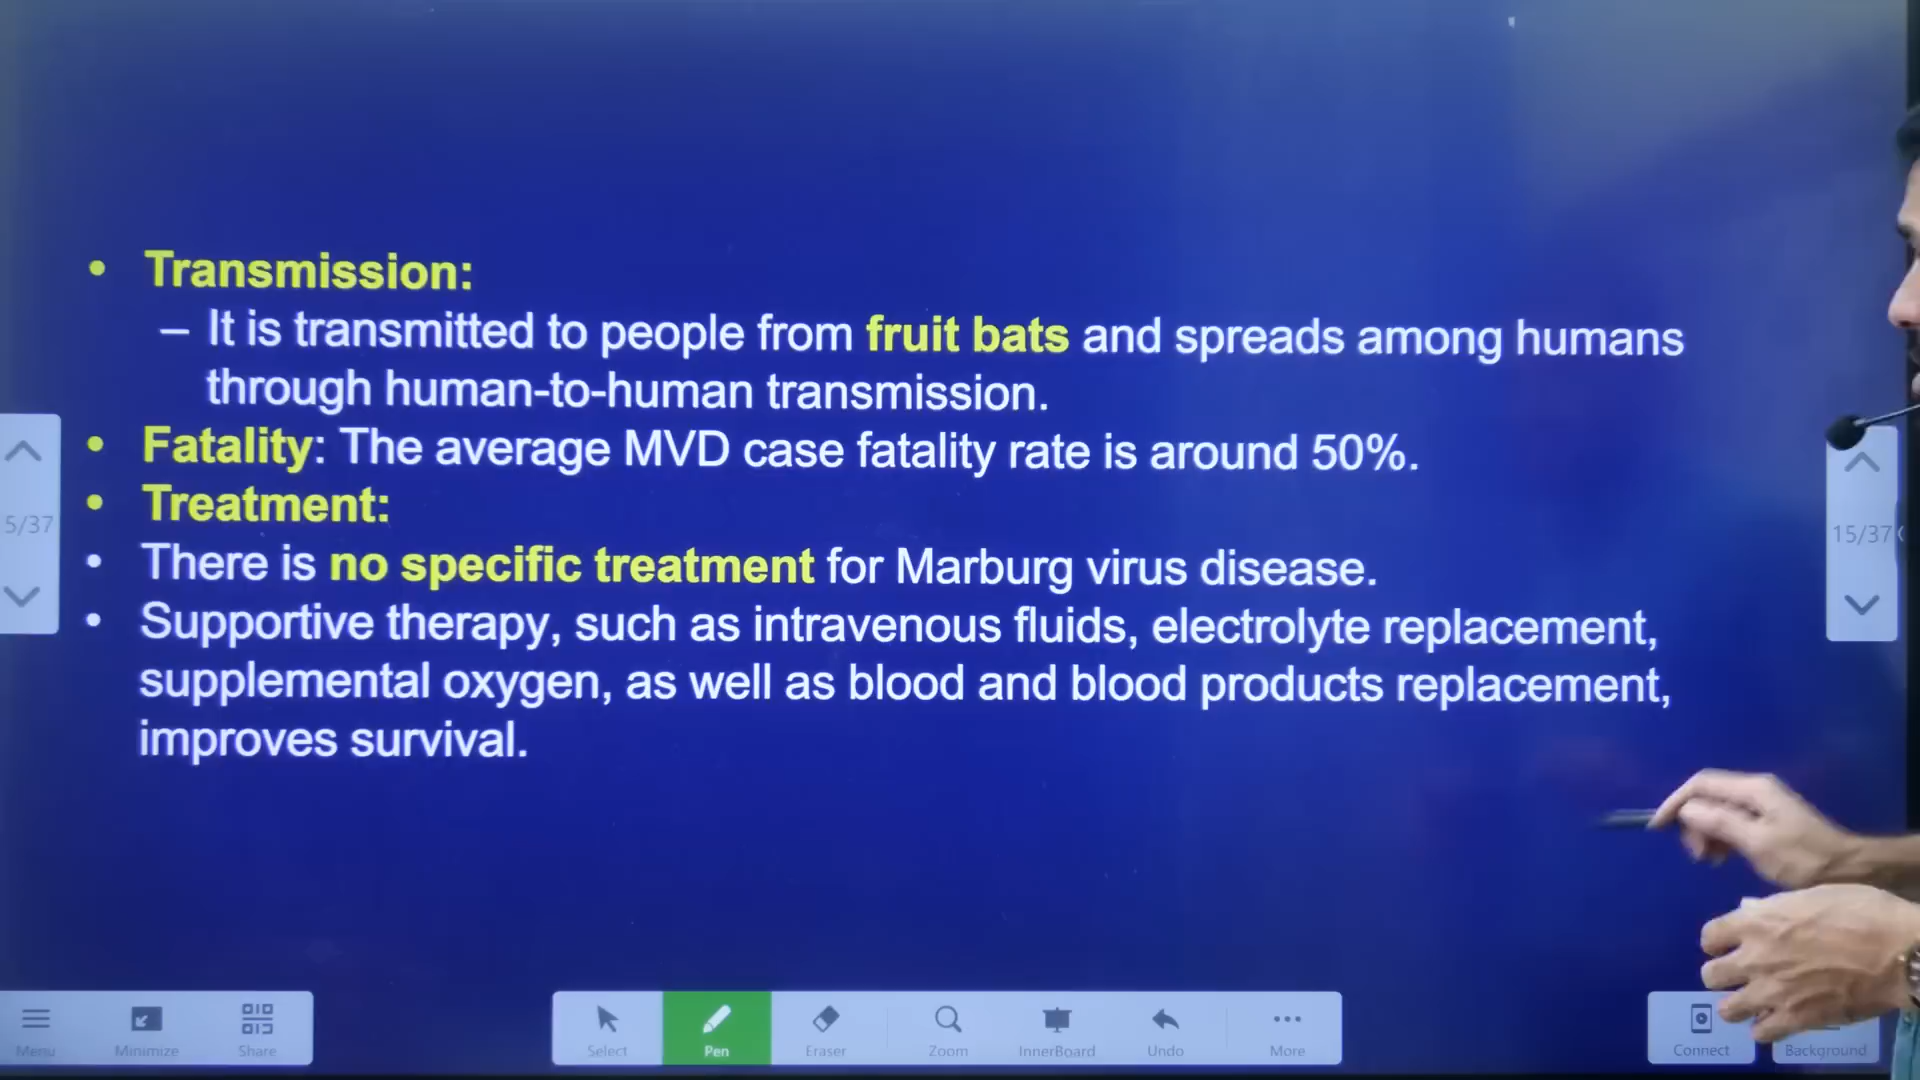 • Transmission:
– It is transmitted to people from fruit bats and spreads among humans
through human-to-human transmission.
• Fatality: The average MVD case fatality rate is around 50%.
• Treatment:
• There is no specific treatment for Marburg virus disease.
• Supportive therapy, such as intravenous fluids, electrolyte replacement,
supplemental oxygen, as well as blood and blood products replacement,
improves survival.
5/37
15/37
Menu
Minimize
Share
Select
Pen
Eraser
Zoom
InnerBoard
Undo
More
Connect
Background